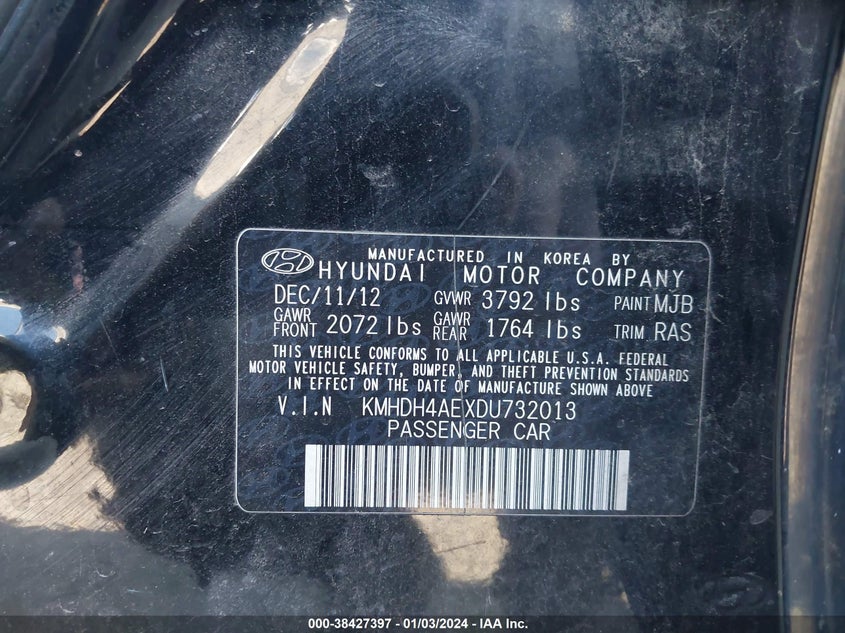 MANUFACTURED IN KOREA BY
HYUNDAI MOTOR COMPANY
DEC/11/12 GVWR 3792 lbs PAINT MJB
GAWR FRONT 2072 lbs GAWR REAR 1764 lbs TRIM RAS
THIS VEHICLE CONFORMS TO ALL APPLICABLE U.S.A. FEDERAL
MOTOR VEHICLE SAFETY, BUMPER, AND THEFT PREVENTION STANDARDS
IN EFFECT ON THE DATE OF MANUFACTURE SHOWN ABOVE
V.I.N KMHDH4AEXDU732013
PASSENGER CAR
000-38427397 - 01/03/2024 - IAA Inc.